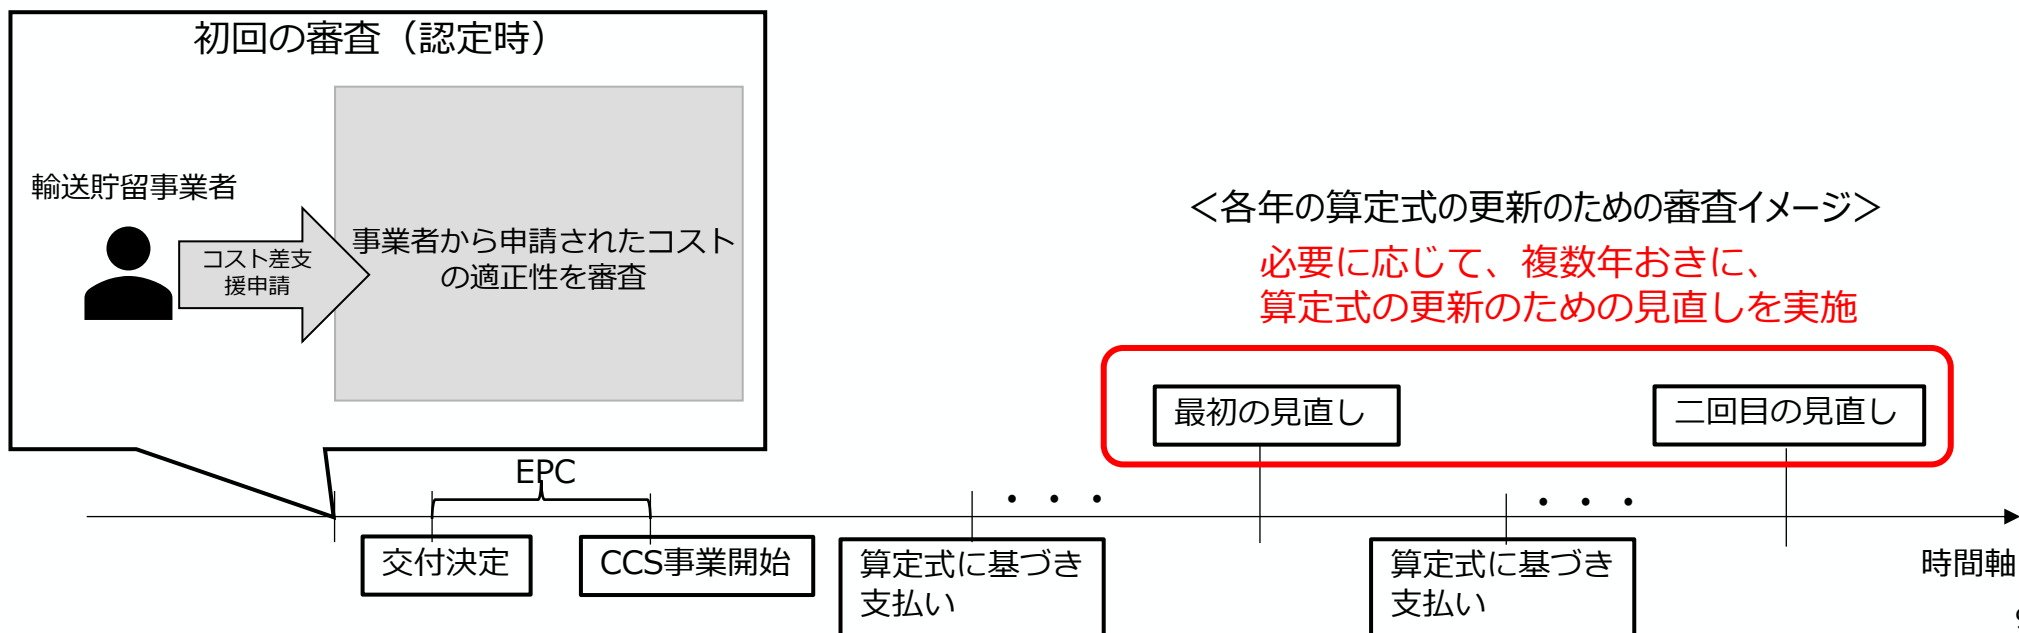 初回の審査（認定時）
輸送貯留事業者
コスト差支
援申請
事業者から申請されたコスト
の適正性を審査
＜各年の算定式の更新のための審査イメージ＞
必要に応じて、複数年おきに、
算定式の更新のための見直しを実施
最初の見直し
二回目の見直し
EPC
・・・
・・・
交付決定
CCS事業開始
算定式に基づき
支払い
算定式に基づき
支払い
時間軸